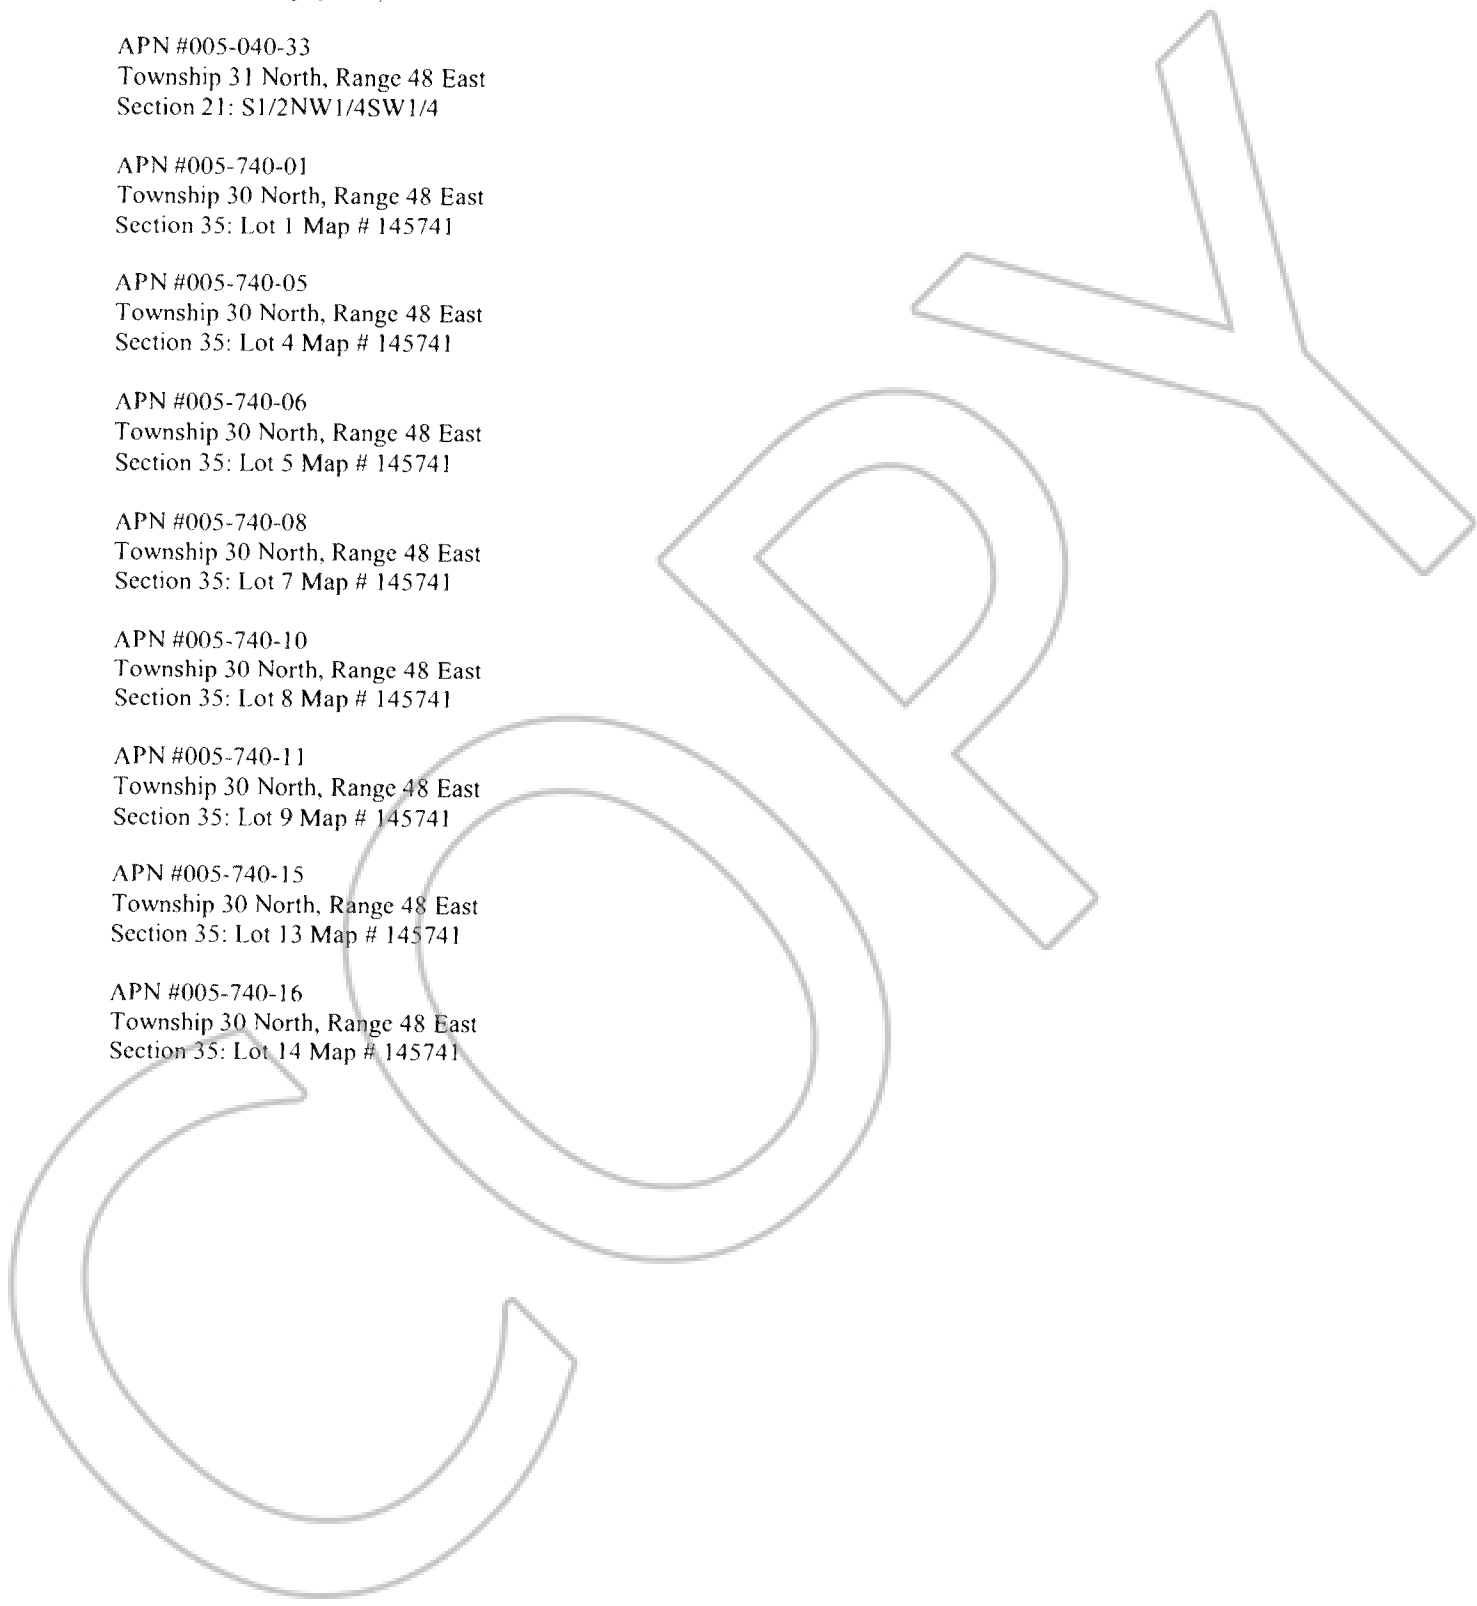 APN #005-040-33
Township 31 North, Range 48 East
Section 21: S1/2NW1/4SW1/4
APN #005-740-01
Township 30 North, Range 48 East
Section 35: Lot 1 Map # 145741
APN #005-740-05
Township 30 North, Range 48 East
Section 35: Lot 4 Map # 145741
APN #005-740-06
Township 30 North, Range 48 East
Section 35: Lot 5 Map # 145741
APN #005-740-08
Township 30 North, Range 48 East
Section 35: Lot 7 Map # 145741
APN #005-740-10
Township 30 North, Range 48 East
Section 35: Lot 8 Map # 145741
APN #005-740-11
Township 30 North, Range 48 East
Section 35: Lot 9 Map # 145741
APN #005-740-15
Township 30 North, Range 48 East
Section 35: Lot 13 Map # 145741
APN #005-740-16
Township 30 North, Range 48 East
Section 35: Lot 14 Map # 145741
COPY